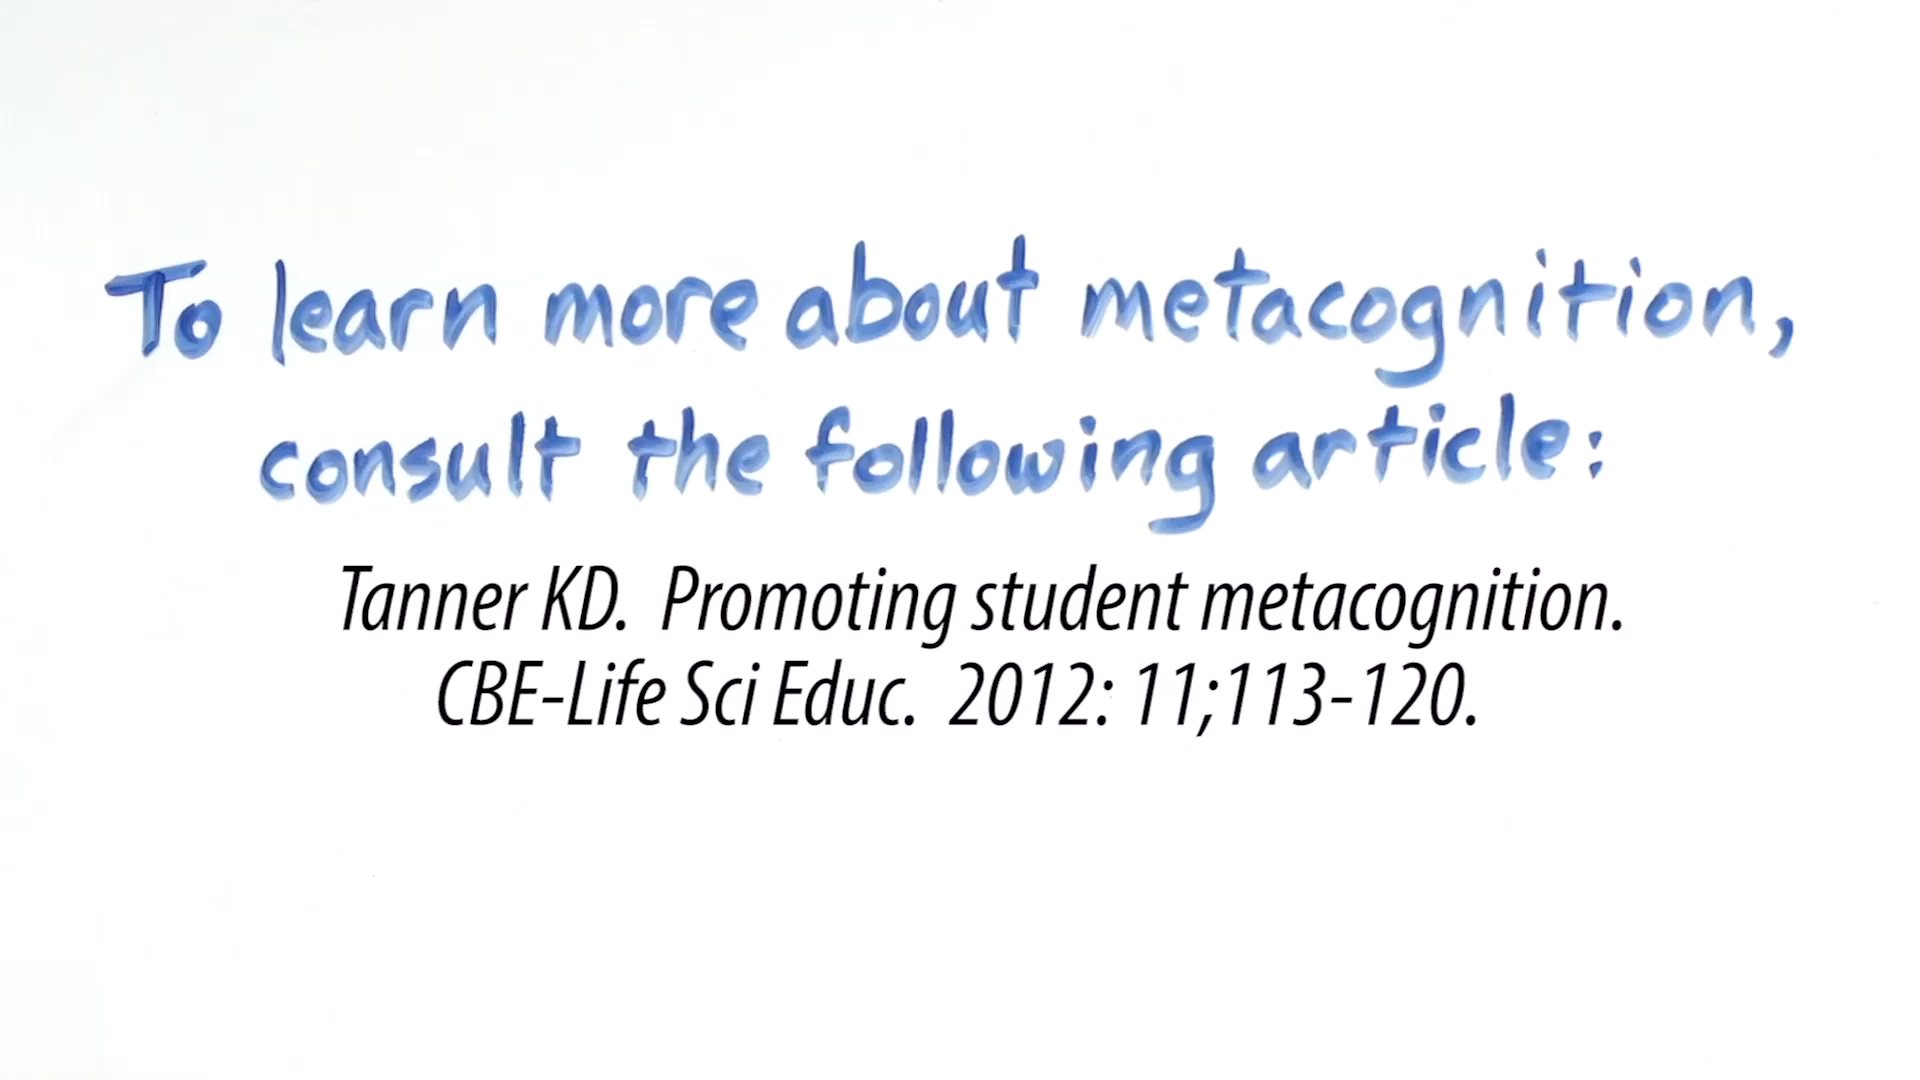 To learn more about metacognition,
consult the following article:
Tanner KD.  Promoting student metacognition.
CBE-Life Sci Educ.  2012: 11;113-120.